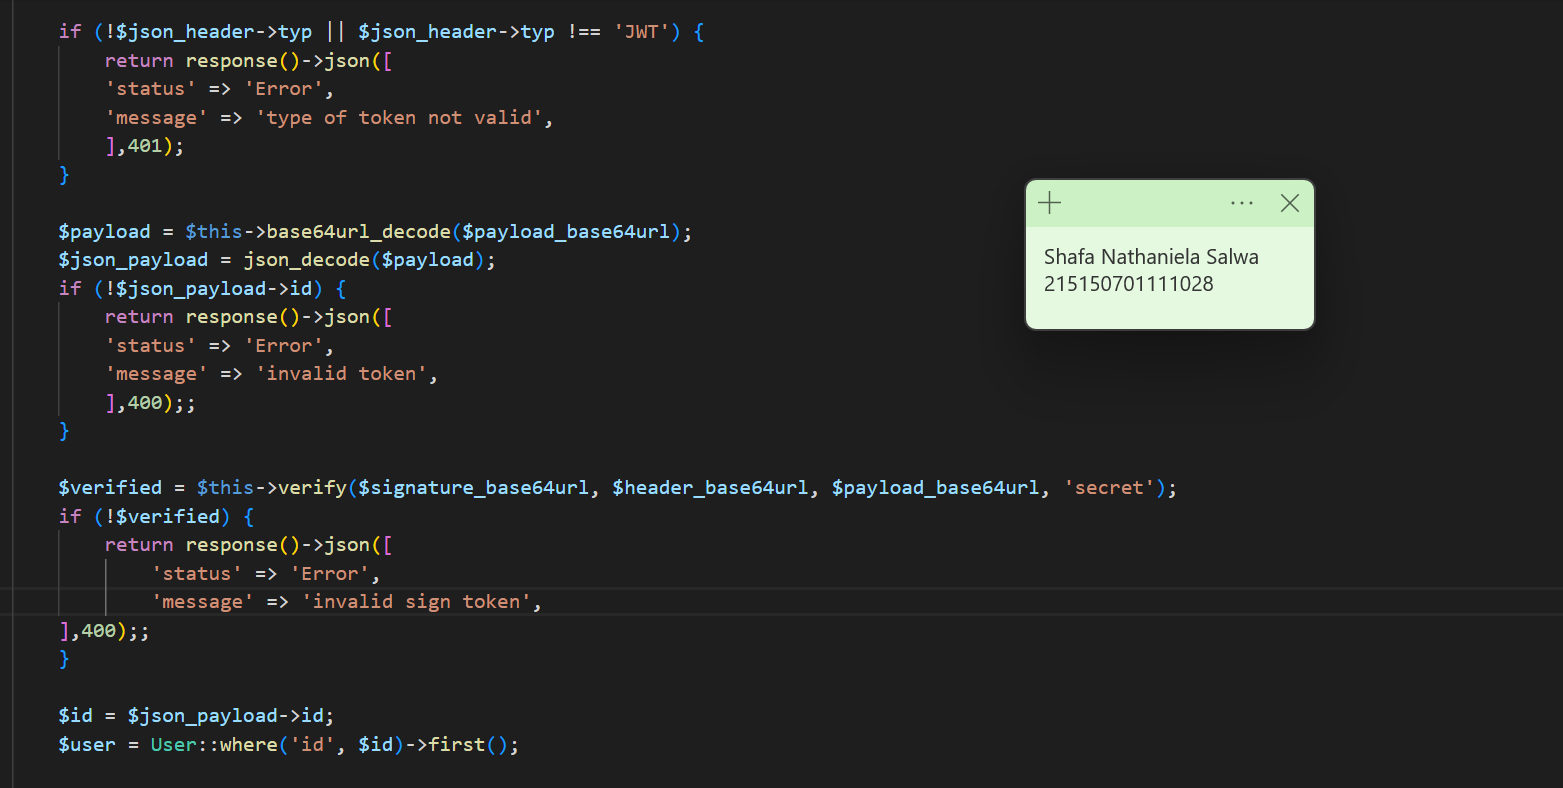 if (!$json_header->typ || $json_header->typ !== 'JWT') {
return response()->json([
'status' => 'Error',
'message' => 'type of token not valid',
],401);
}
$payload = $this->base64url_decode($payload_base64url);
$json_payload = json_decode($payload);
if (!$json_payload->id) {
return response()->json([
'status' => 'Error',
'message' => 'invalid token',
],400);;
}
$verified = $this->verify($signature_base64url, $header_base64url, $payload_base64url, 'secret');
if (!$verified) {
return response()->json([
'status' => 'Error',
'message' => 'invalid sign token',
],400);;
}
$id = $json_payload->id;
$user = User::where('id', $id)->first();
Shafa Nathaniela Salwa
215150701111028